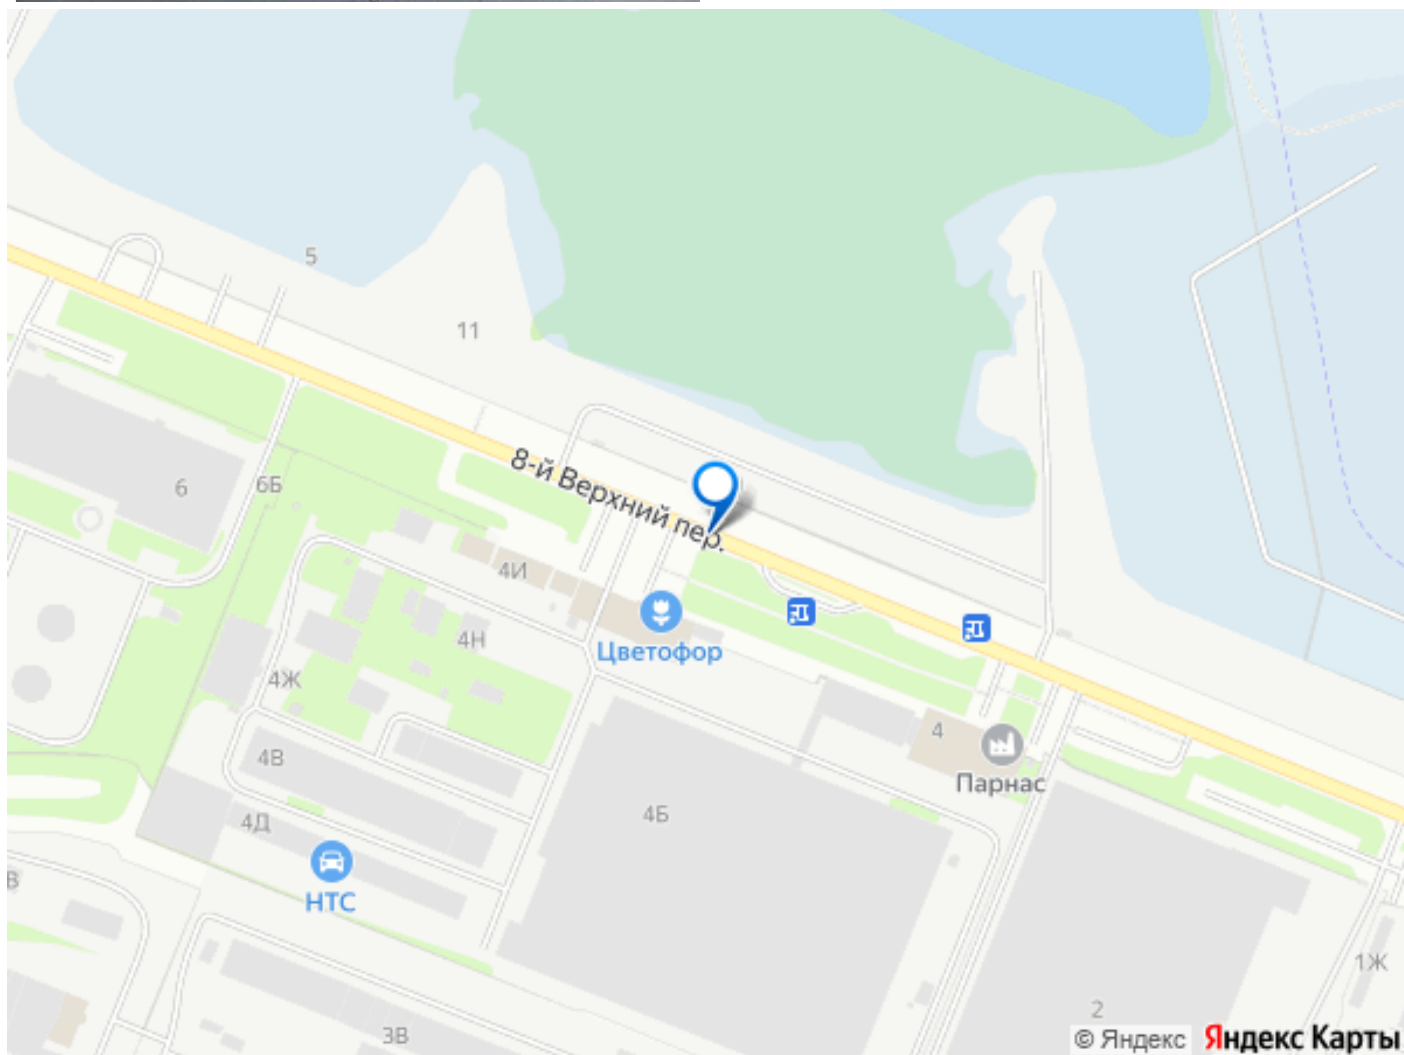 5
11
8-й Верхний пер.
6
6Б
4И
Цветофор
4Н
4Ж
4
Парнас
4В
4Б
4Д
НТС
В
1Ж
2
3В
© Яндекс Яндекс Карты